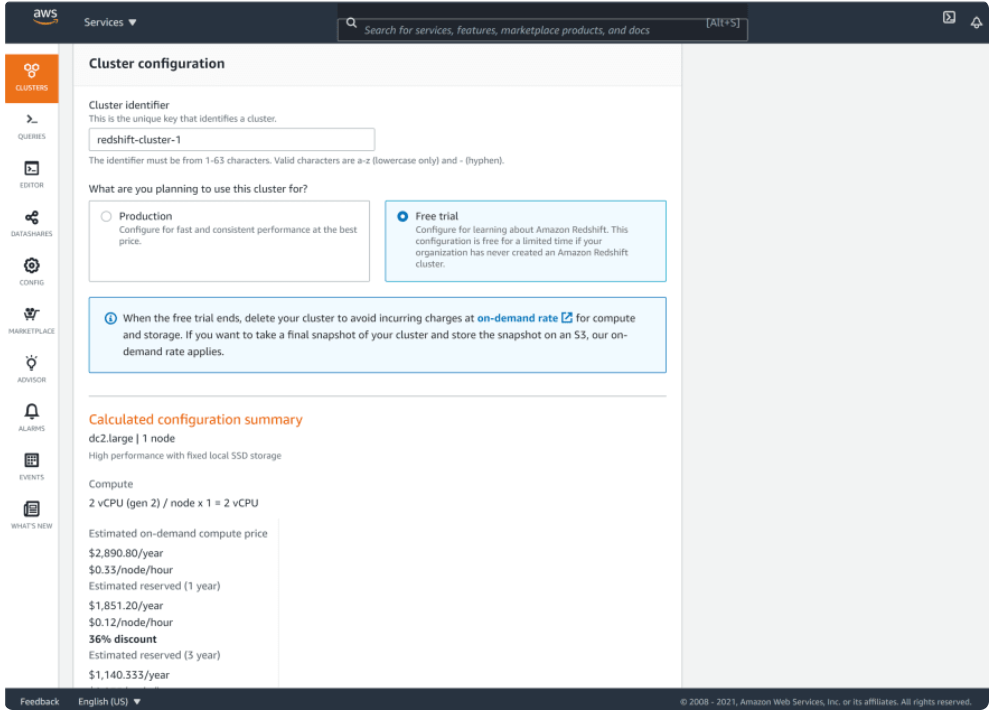 aws
Services ▼
Search for services, features, marketplace products, and docs
[Alt+S]
CLUSTERS
QUERIES
EDITOR
DATASHARES
CONFIG
MARKETPLACE
ADVISOR
ALARMS
EVENTS
WHAT'S NEW
Cluster configuration
Cluster identifier
This is the unique key that identifies a cluster.
redshift-cluster-1
The identifier must be from 1-63 characters. Valid characters are a-z (lowercase only) and - (hyphen).
What are you planning to use this cluster for?
Production
Configure for fast and consistent performance at the best
price.
Free trial
Configure for learning about Amazon Redshift. This
configuration is free for a limited time if your
organization has never created an Amazon Redshift
cluster.
When the free trial ends, delete your cluster to avoid incurring charges at on-demand rate for compute
and storage. If you want to take a final snapshot of your cluster and store the snapshot on an S3, our on-
demand rate applies.
Calculated configuration summary
dc2.large | 1 node
High performance with fixed local SSD storage
Compute
2 vCPU (gen 2) / node x 1 = 2 vCPU
Estimated on-demand compute price
$2,890.80/year
$0.33/node/hour
Estimated reserved (1 year)
$1,851.20/year
$0.12/node/hour
36% discount
Estimated reserved (3 year)
$1,140.333/year
Feedback
English (US) ▼
© 2008 - 2021, Amazon Web Services, Inc. or its affiliates. All rights reserved.